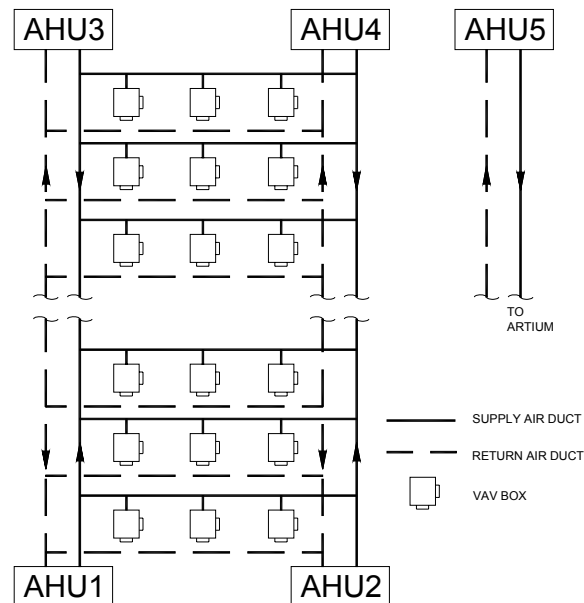 AHU3
AHU4
AHU5
TO
ARTIUM
SUPPLY AIR DUCT
RETURN AIR DUCT
VAV BOX
AHU1
AHU2